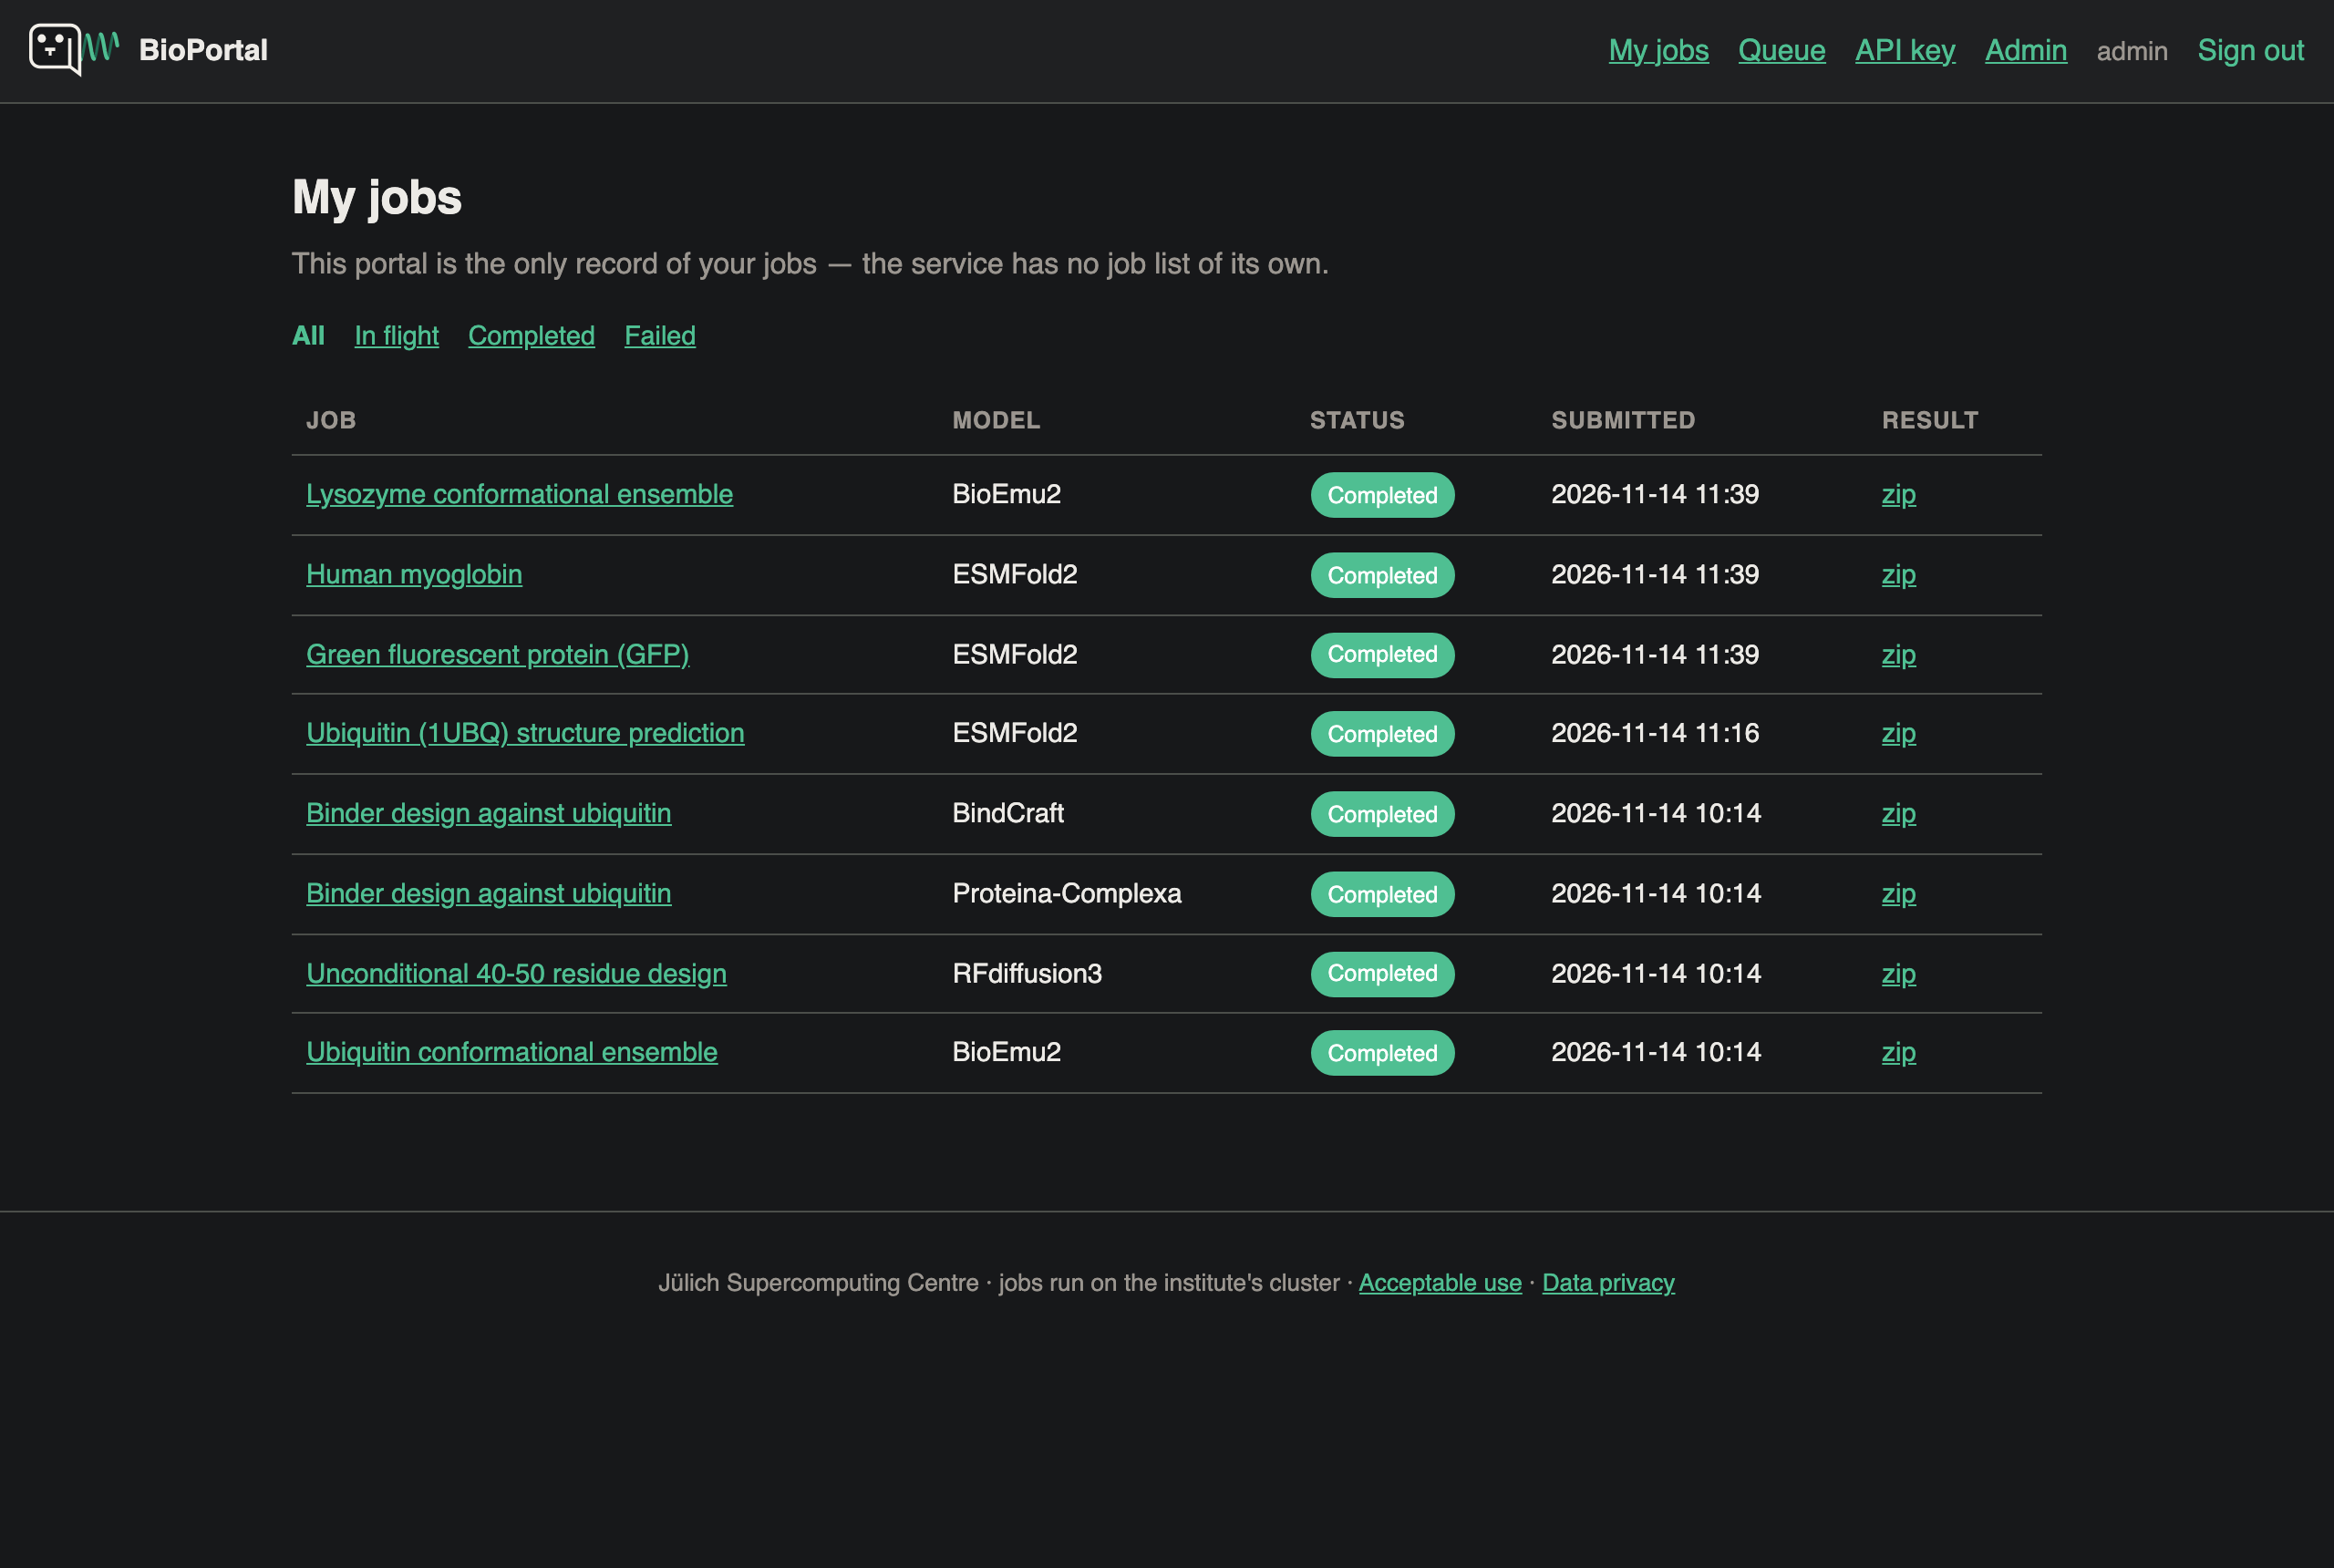 BioPortal
My jobs Queue API key Admin admin Sign out
My jobs
This portal is the only record of your jobs — the service has no job list of its own.
All In flight Completed Failed
JOB MODEL STATUS SUBMITTED RESULT
Lysozyme conformational ensemble BioEmu2 Completed 2026-11-14 11:39 zip
Human myoglobin ESMFold2 Completed 2026-11-14 11:39 zip
Green fluorescent protein (GFP) ESMFold2 Completed 2026-11-14 11:39 zip
Ubiquitin (1UBQ) structure prediction ESMFold2 Completed 2026-11-14 11:16 zip
Binder design against ubiquitin BindCraft Completed 2026-11-14 10:14 zip
Binder design against ubiquitin Proteina-Complexa Completed 2026-11-14 10:14 zip
Unconditional 40-50 residue design RFdiffusion3 Completed 2026-11-14 10:14 zip
Ubiquitin conformational ensemble BioEmu2 Completed 2026-11-14 10:14 zip
Jülich Supercomputing Centre · jobs run on the institute's cluster · Acceptable use · Data privacy